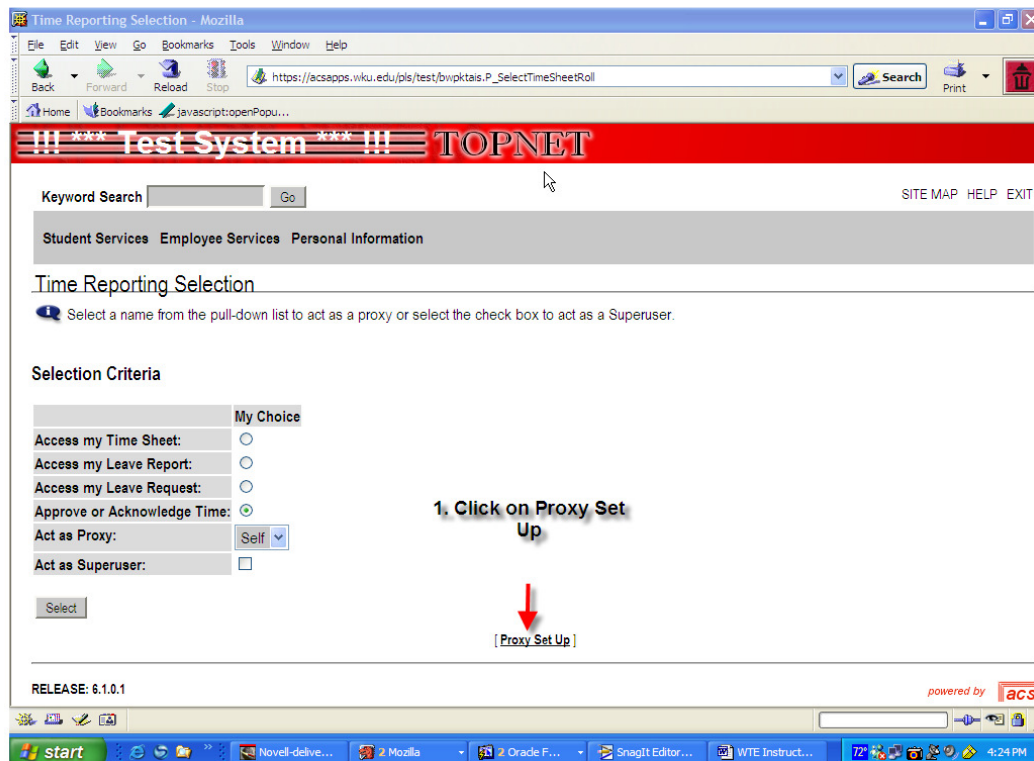 Time Reporting Selection - Mozilla
File Edit View Go Bookmarks Tools Window Help
Back Forward Reload Stop https://acsapps.wku.edu/pls/test/bwpktais.P_SelectTimeSheetRoll Search Print
Home Bookmarks javascript:openPopu...
!!! *** Test System *** !!! TOPNET
Keyword Search Go SITE MAP HELP EXIT
Student Services Employee Services Personal Information
Time Reporting Selection
Select a name from the pull-down list to act as a proxy or select the check box to act as a Superuser.
Selection Criteria
My Choice
Access my Time Sheet:
Access my Leave Report:
Access my Leave Request:
Approve or Acknowledge Time:
Act as Proxy: Self
Act as Superuser:
1. Click on Proxy Set
Up
Select
[ Proxy Set Up ]
RELEASE: 6.1.0.1
powered by acs
start Novell-delive... 2 Mozilla 2 Oracle F... SnagIt Editor... WTE Instruct... 72° 4:24 PM